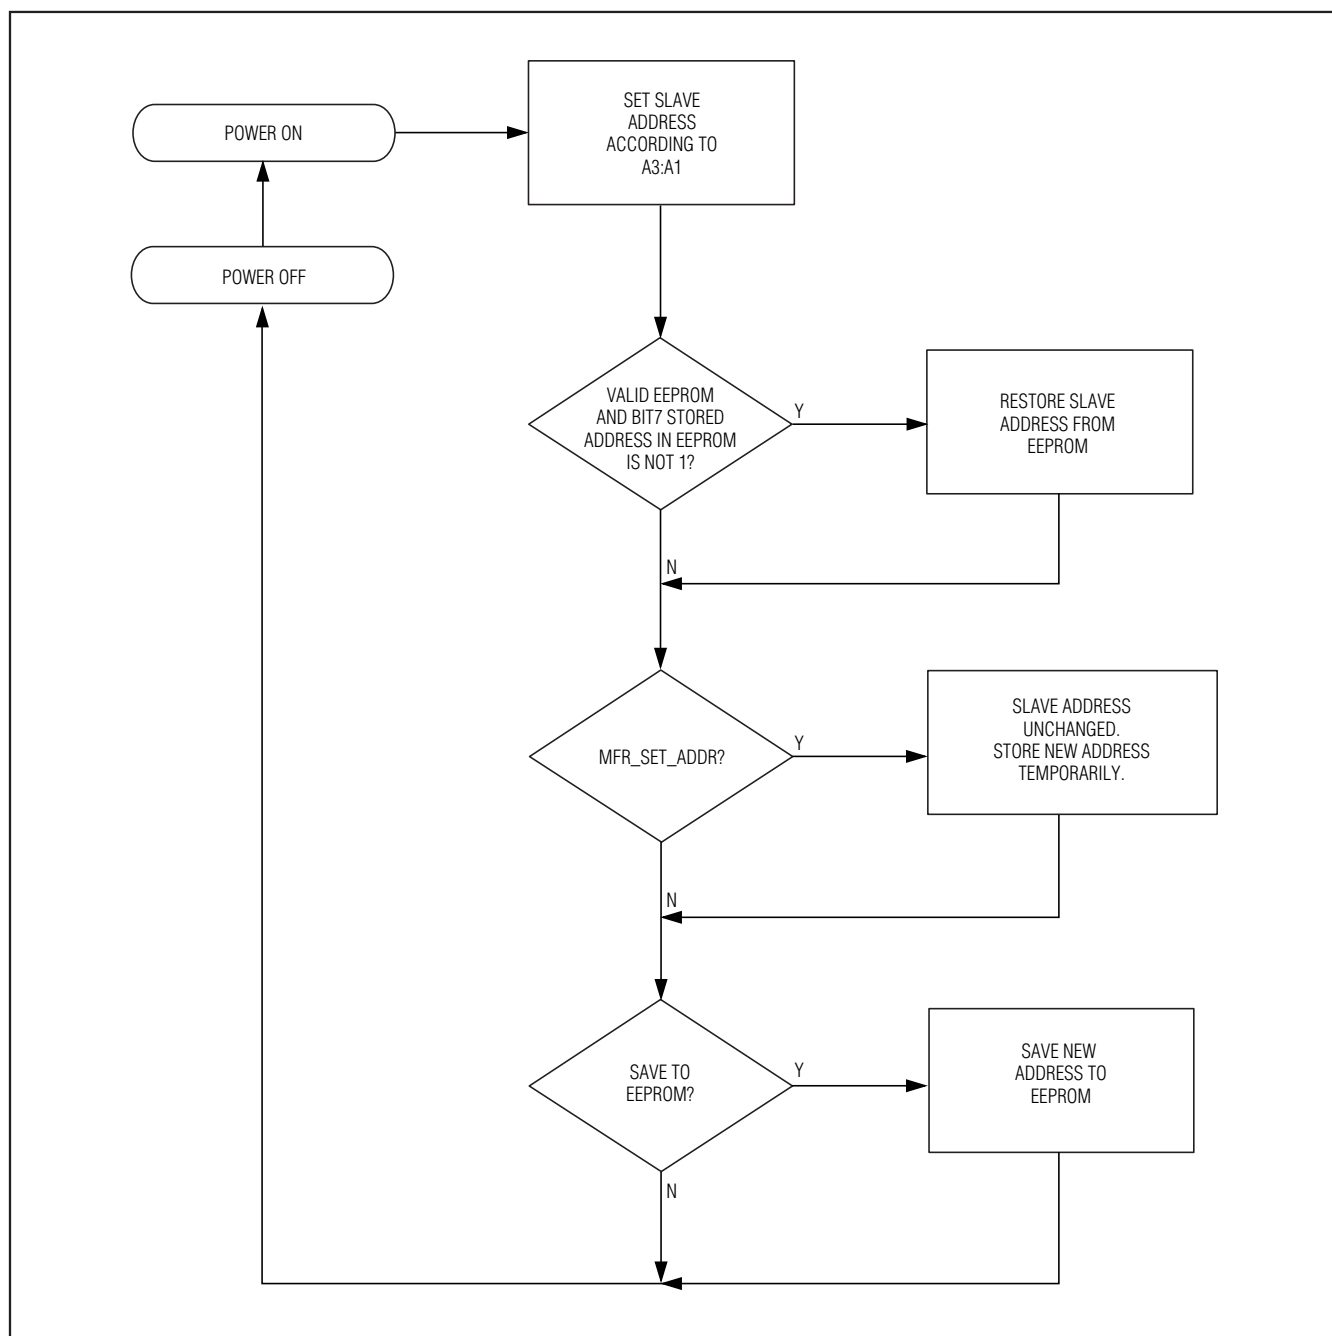 POWER ON
SET SLAVE
ADDRESS
ACCORDING TO
A3:A1
POWER OFF
VALID EEPROM
AND BIT7 STORED
ADDRESS IN EEPROM
IS NOT 1?
Y
RESTORE SLAVE
ADDRESS FROM
EEPROM
N
MFR_SET_ADDR?
Y
SLAVE ADDRESS
UNCHANGED.
STORE NEW ADDRESS
TEMPORARILY.
N
SAVE TO
EEPROM?
Y
SAVE NEW
ADDRESS TO
EEPROM
N